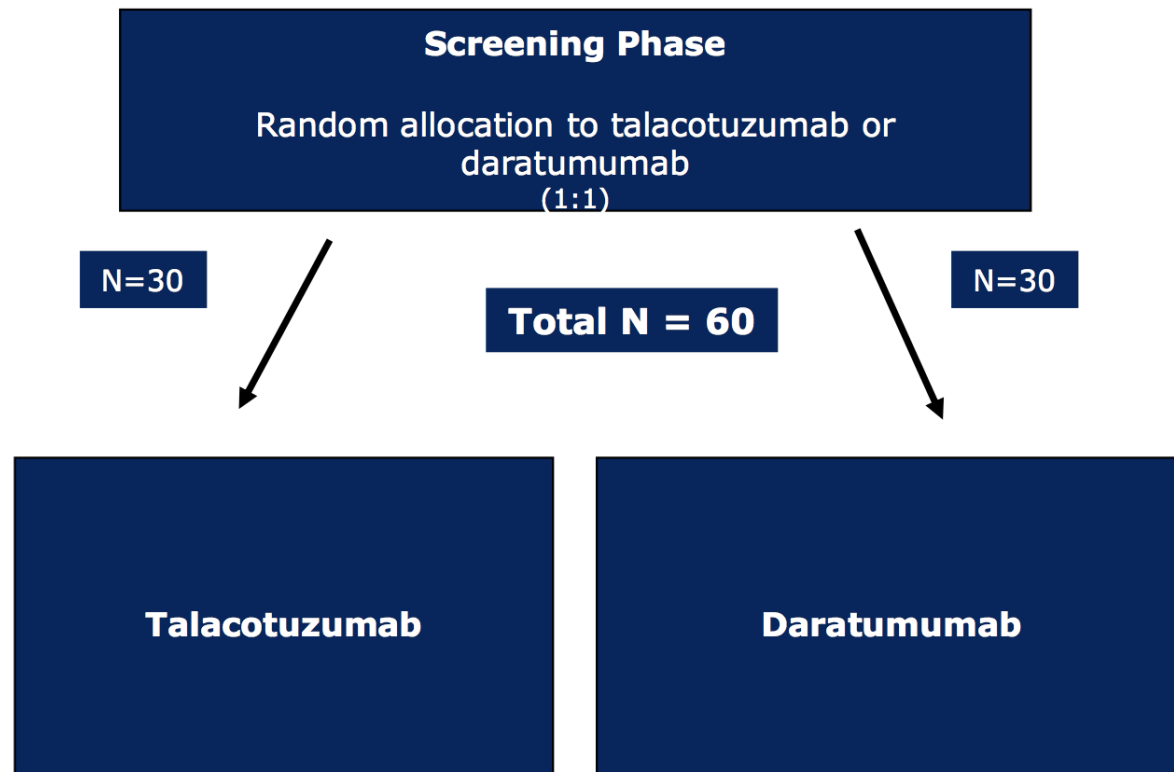 Screening Phase
Random allocation to talacotuzumab or
daratumumab
(1:1)
N=30
N=30
Total N = 60
Talacotuzumab
Daratumumab